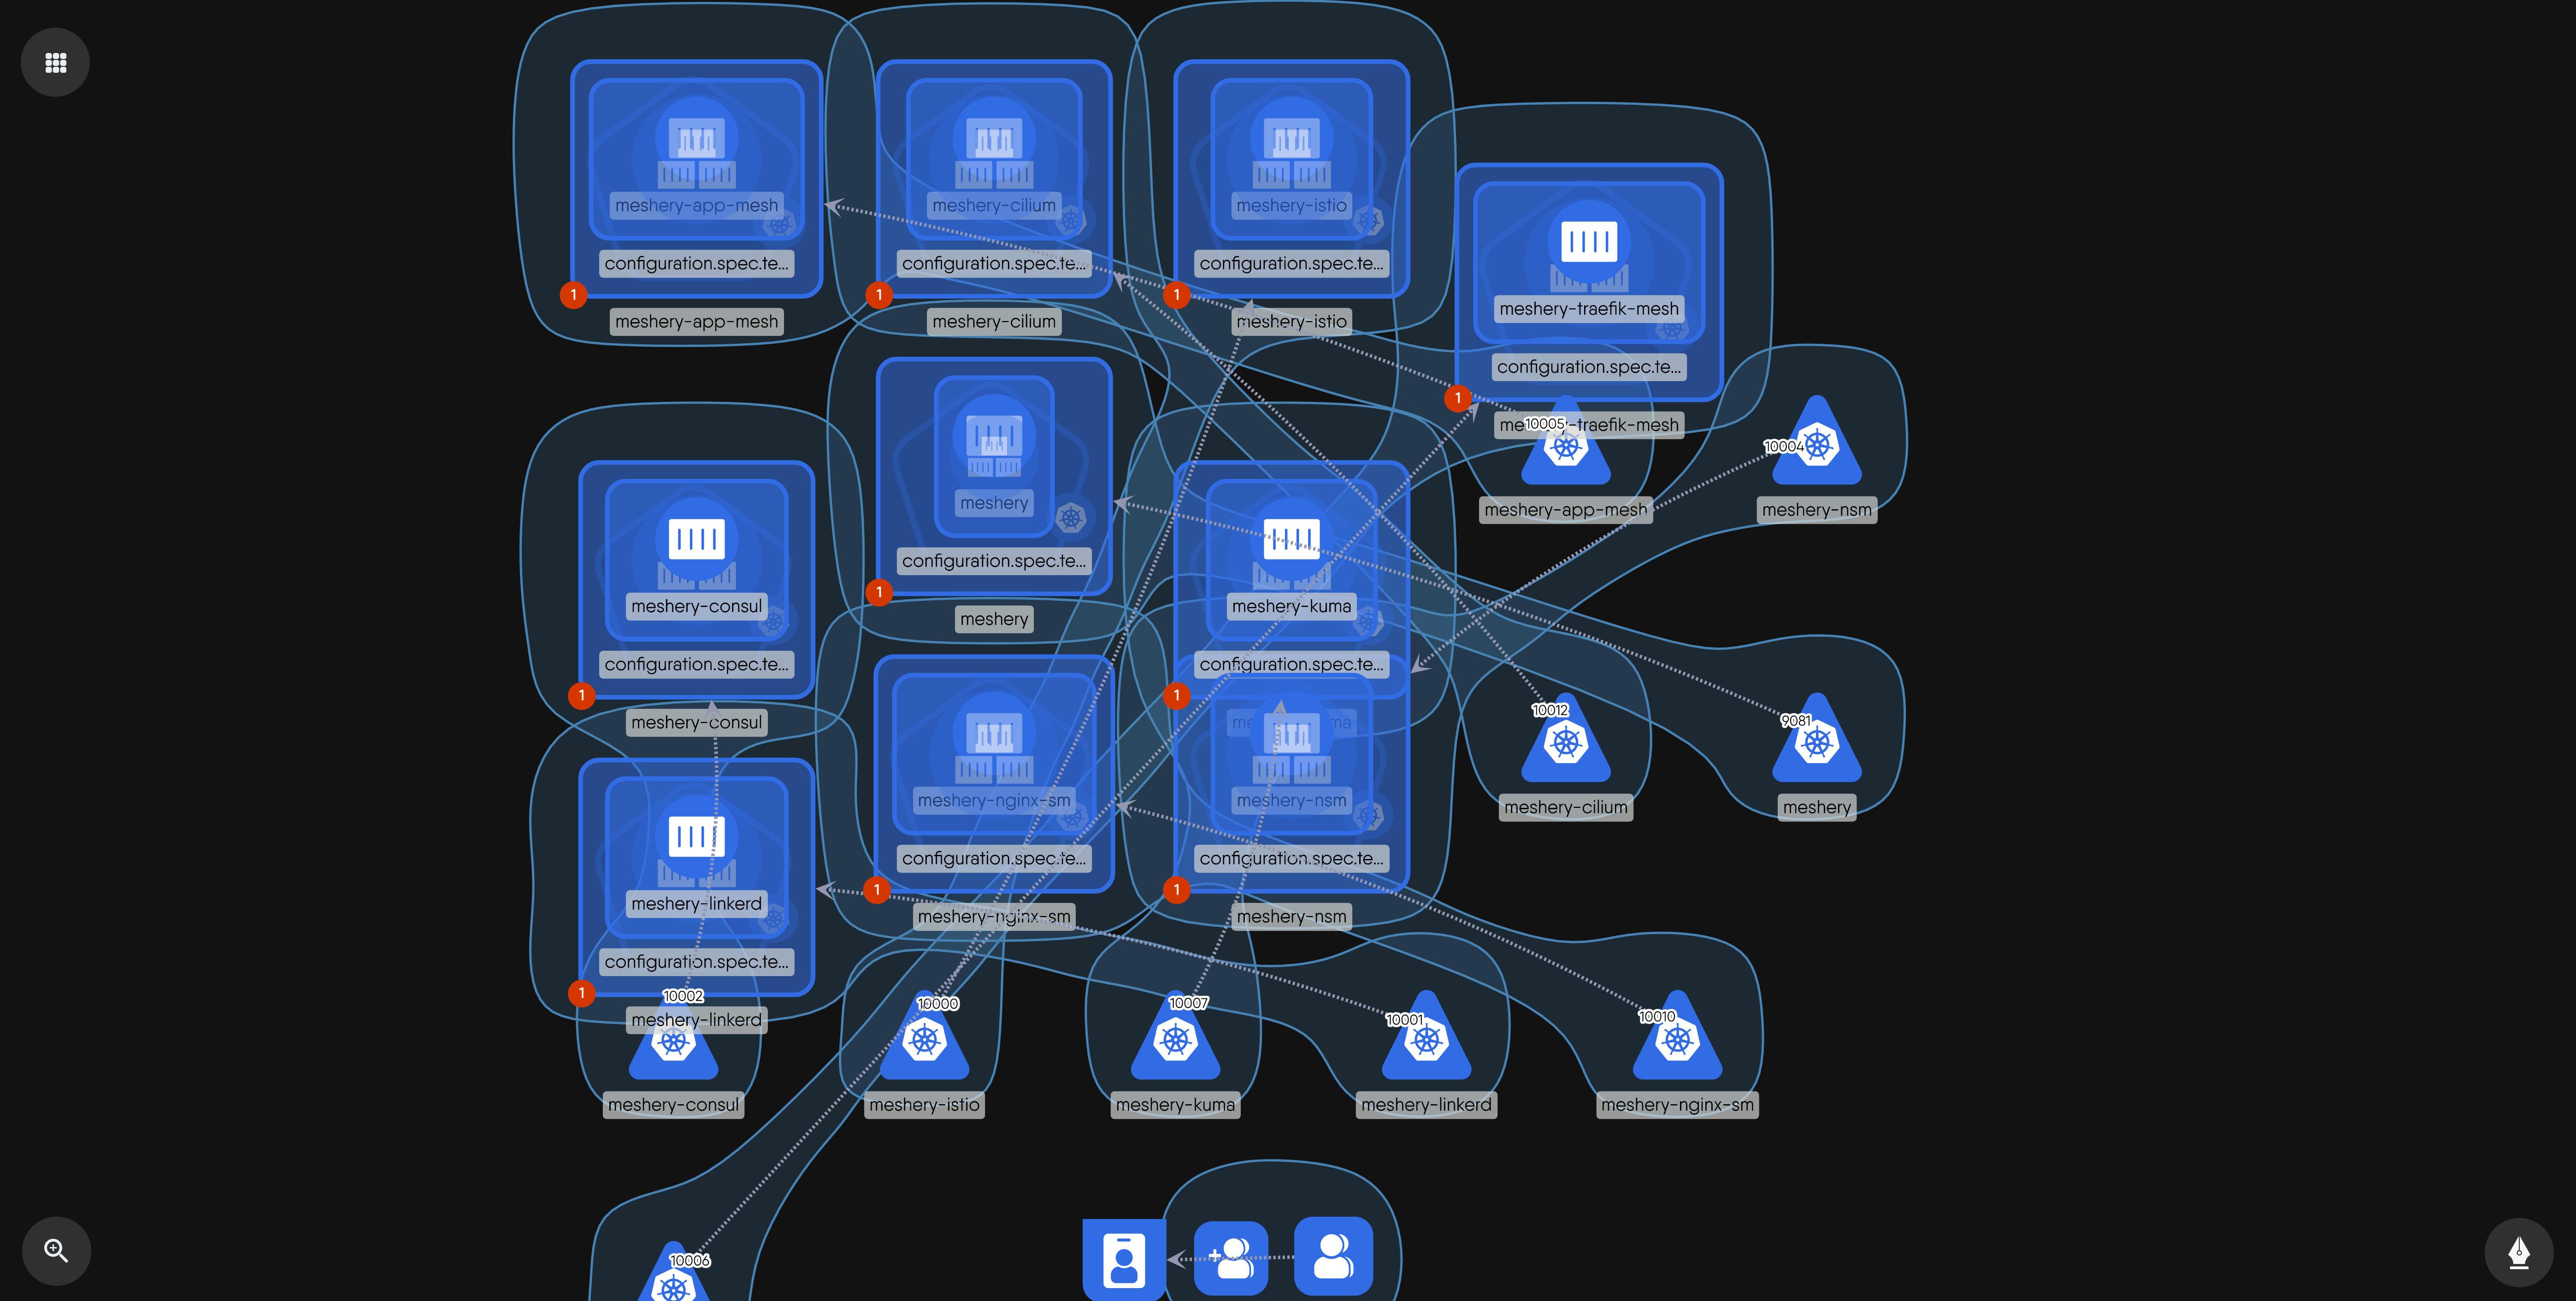 meshery-app-mesh
configuration.spec.te...
1
meshery-app-mesh
meshery-cilium
configuration.spec.te...
1
meshery-cilium
meshery-istio
configuration.spec.te...
1
meshery-istio
meshery-traefik-mesh
configuration.spec.te...
1
meshery-traefik-mesh
10005
meshery-app-mesh
10004
meshery-nsm
meshery
configuration.spec.te...
1
meshery
meshery-consul
configuration.spec.te...
1
meshery-consul
meshery-kuma
configuration.spec.te...
1
meshery-nginx-sm
configuration.spec.te...
1
meshery-nginx-sm
meshery-nsm
configuration.spec.te...
1
meshery-nsm
10012
meshery-cilium
9081
meshery
meshery-linkerd
configuration.spec.te...
1
meshery-linkerd
10002
meshery-consul
10000
meshery-istio
10007
meshery-kuma
10001
meshery-linkerd
10010
meshery-nginx-sm
10006